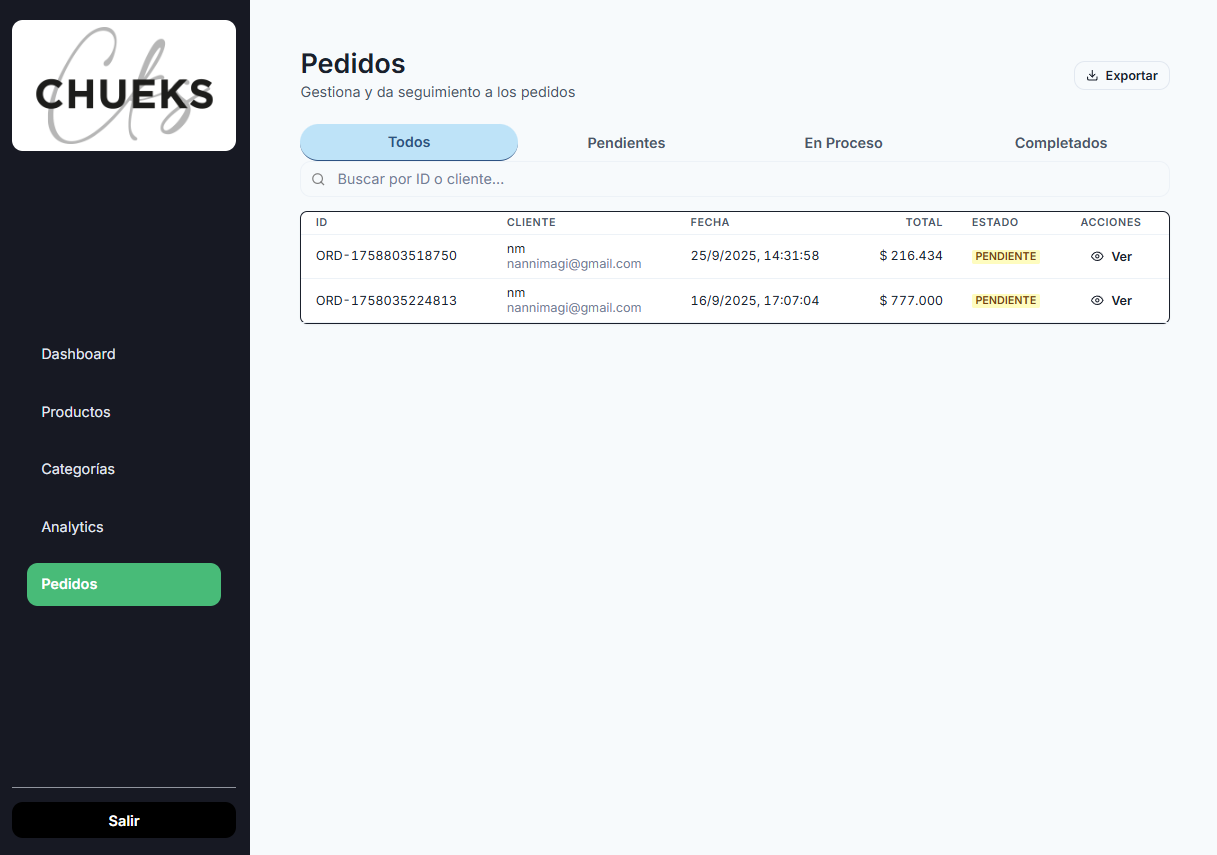 CHUEKS
Dashboard
Productos
Categorías
Analytics
Pedidos
Salir
Pedidos
Gestiona y da seguimiento a los pedidos
Exportar
Todos Pendientes En Proceso Completados
Buscar por ID o cliente...
ID CLIENTE FECHA TOTAL ESTADO ACCIONES
ORD-1758803518750 nm 25/9/2025, 14:31:58 $ 216.434 PENDIENTE Ver
nannimagi@gmail.com
ORD-1758035224813 nm 16/9/2025, 17:07:04 $ 777.000 PENDIENTE Ver
nannimagi@gmail.com